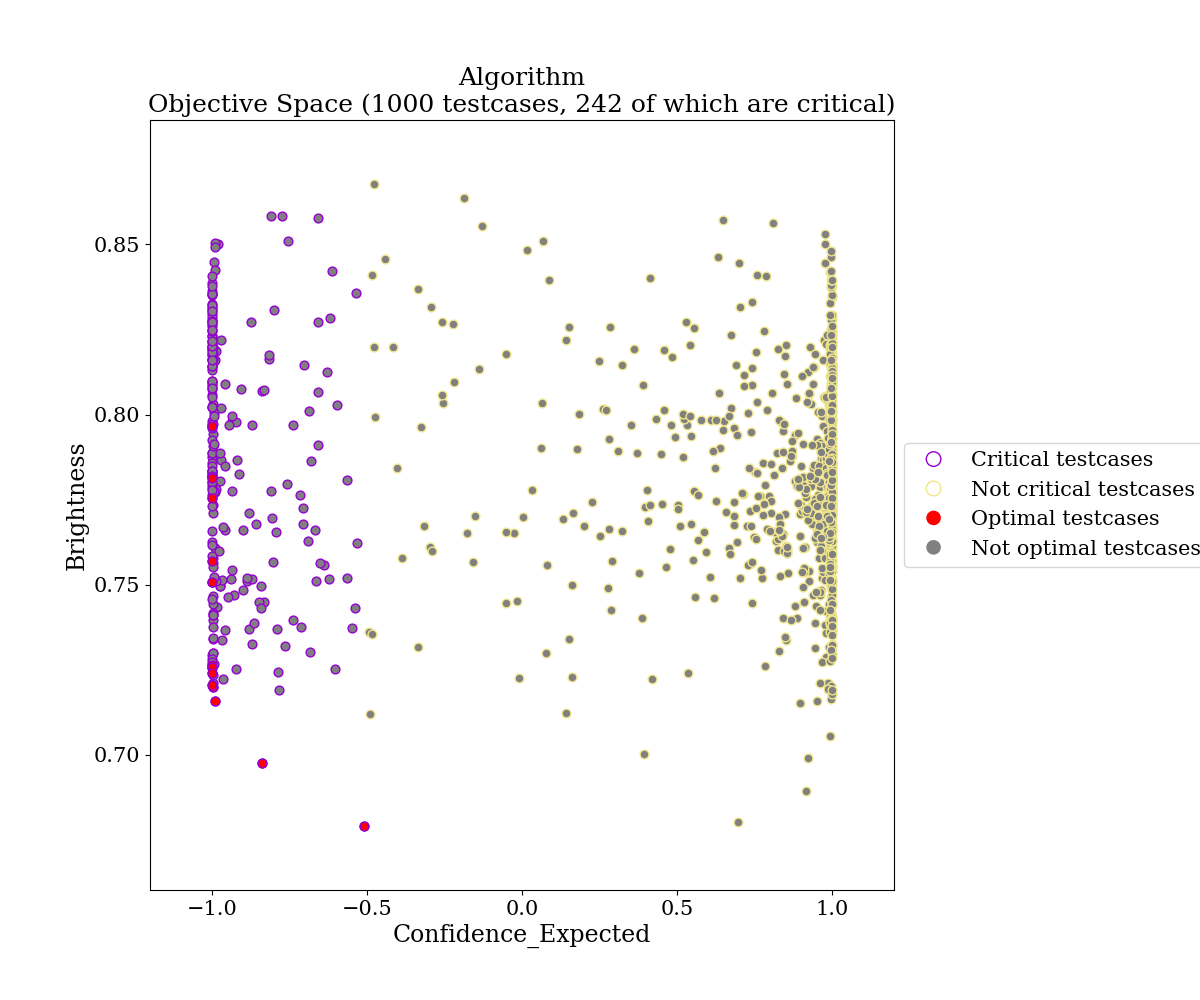 Algorithm
Objective Space (1000 testcases, 242 of which are critical)
0.85
0.80
0.75
0.70
Brightness
−1.0
−0.5
0.0
0.5
1.0
Confidence_Expected
Critical testcases
Not critical testcases
Optimal testcases
Not optimal testcases